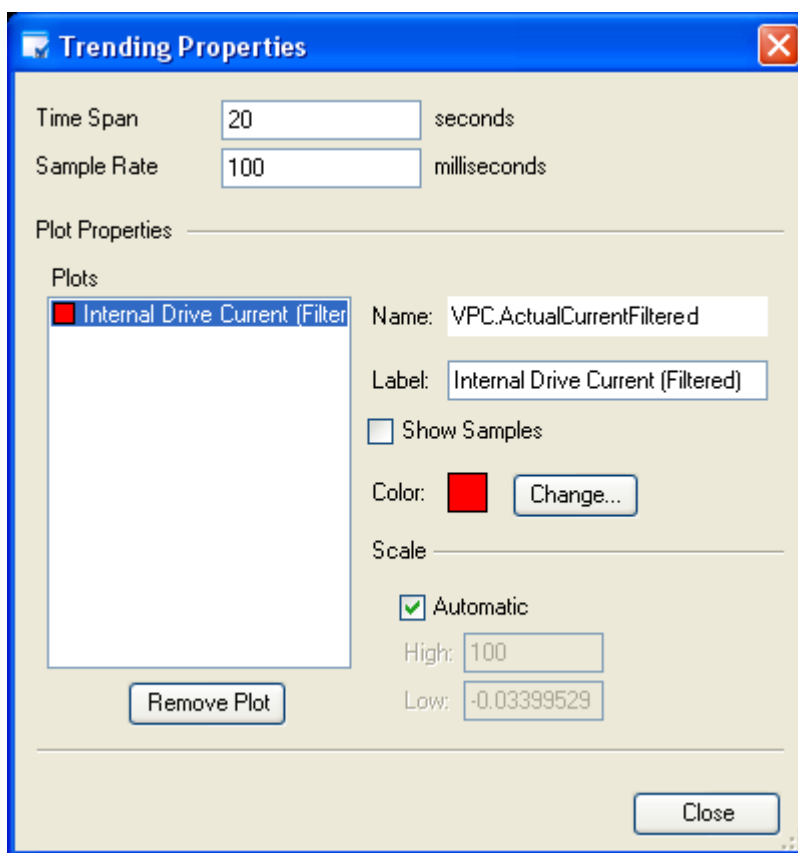 Trending Properties
Time Span 20 seconds
Sample Rate 100 milliseconds
Plot Properties
Plots
Internal Drive Current (Filter
Name: VPC.ActualCurrentFiltered
Label: Internal Drive Current (Filtered)
Show Samples
Color: Change...
Scale
Automatic
High: 100
Low: -0.03399529
Remove Plot
Close